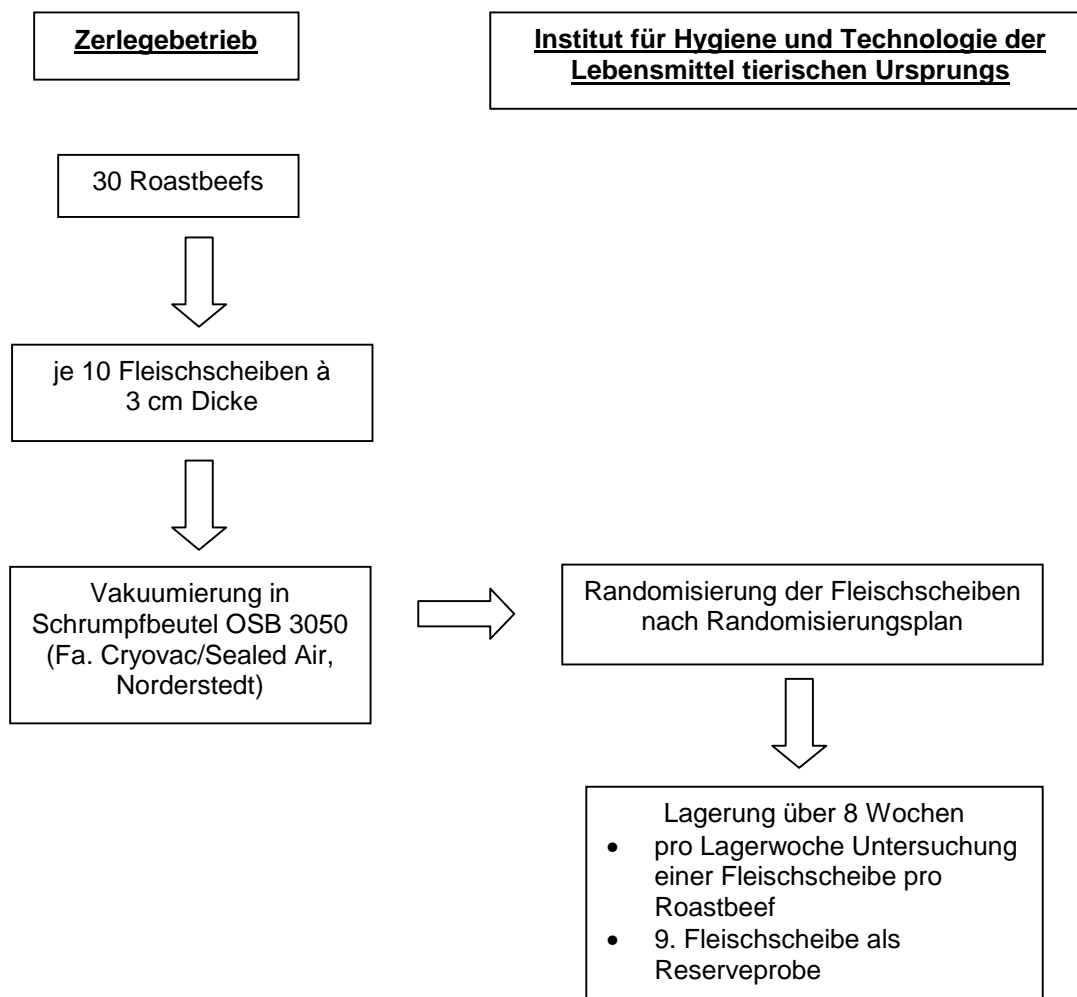 Zerlegebetrieb
Institut für Hygiene und Technologie der
Lebensmittel tierischen Ursprungs
30 Roastbeefs
je 10 Fleischscheiben à
3 cm Dicke
Vakuumierung in
Schrumpfbeutel OSB 3050
(Fa. Cryovac/Sealed Air,
Norderstedt)
Randomisierung der Fleischscheiben
nach Randomisierungsplan
Lagerung über 8 Wochen
• pro Lagerwoche Untersuchung
einer Fleischscheibe pro
Roastbeef
• 9. Fleischscheibe als
Reserveprobe